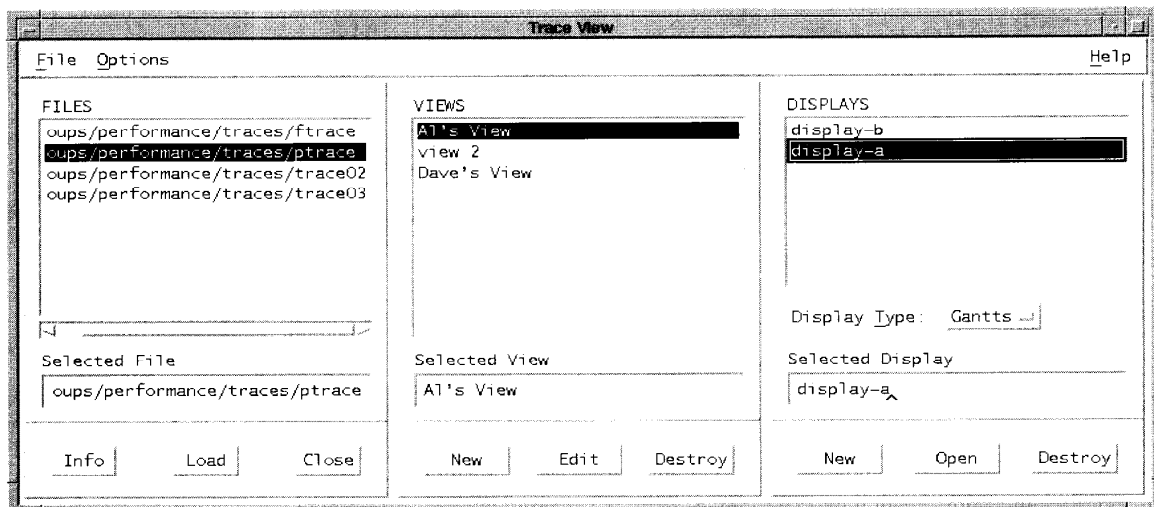 Trace View
File Options Help
FILES
oups/performance/traces/ftrace
oups/performance/traces/ptrace
oups/performance/traces/trace02
oups/performance/traces/trace03
Selected File
oups/performance/traces/ptrace
Info Load Close
VIEWS
Al's View
view 2
Dave's View
Selected View
Al's View
New Edit Destroy
DISPLAYS
display-b
display-a
Display Type: Gantts
Selected Display
display-a
New Open Destroy